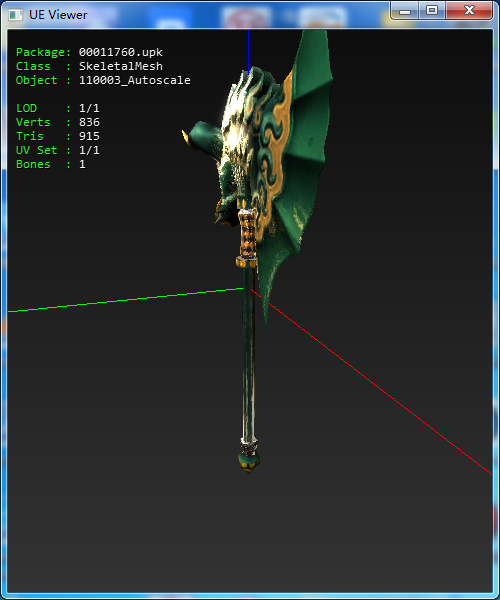 UE Viewer
Package: 00011760.upk
Class : SkeletalMesh
Object : 110003_Autoscale
LOD : 1/1
Verts : 836
Tris : 915
UV Set : 1/1
Bones : 1